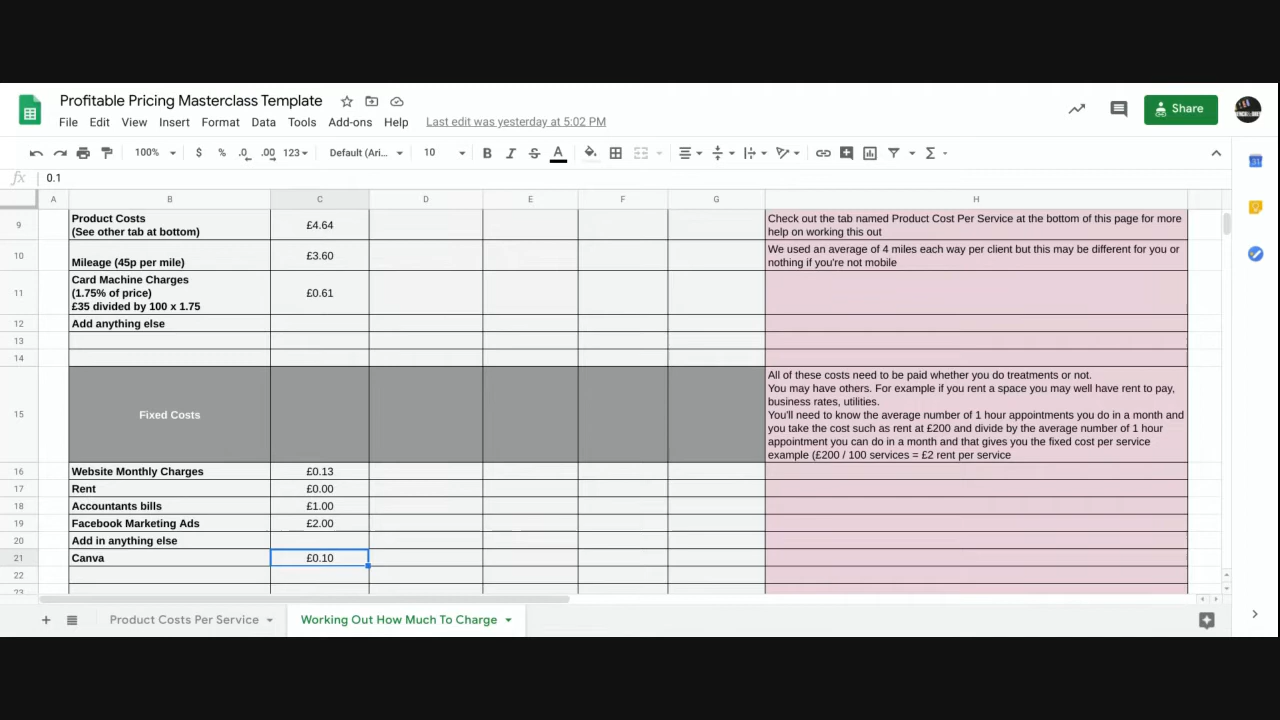 Profitable Pricing Masterclass Template
File Edit View Insert Format Data Tools Add-ons Help Last edit was yesterday at 5:02 PM
Share
100% $ % .0 .00 123 Default (Ari... 10 B I S A Σ
fx 0.1
A B C D E F G H
9 Product Costs
(See other tab at bottom) £4.64 Check out the tab named Product Cost Per Service at the bottom of this page for more
help on working this out
10 Mileage (45p per mile) £3.60 We used an average of 4 miles each way per client but this may be different for you or
nothing if you're not mobile
11 Card Machine Charges
(1.75% of price)
£35 divided by 100 x 1.75 £0.61
12 Add anything else
13
14
15 Fixed Costs
All of these costs need to be paid whether you do treatments or not.
You may have others. For example if you rent a space you may well have rent to pay,
business rates, utilities.
You'll need to know the average number of 1 hour appointments you do in a month and
you take the cost such as rent at £200 and divide by the average number of 1 hour
appointment you can do in a month and that gives you the fixed cost per service
example (£200 / 100 services = £2 rent per service
16 Website Monthly Charges £0.13
17 Rent £0.00
18 Accountants bills £1.00
19 Facebook Marketing Ads £2.00
20 Add in anything else
21 Canva £0.10
22
23
Product Costs Per Service Working Out How Much To Charge